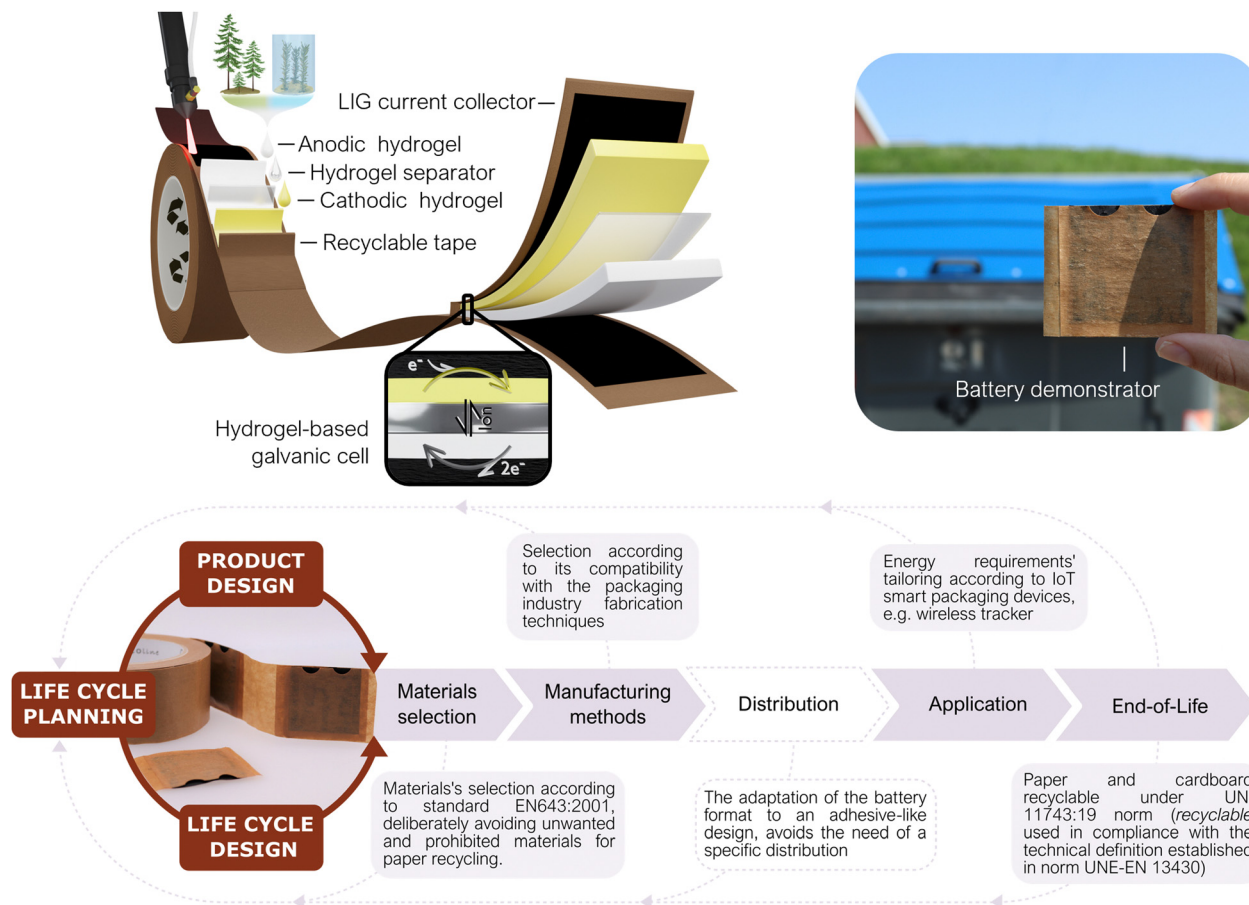 LIG current collector
Anodic hydrogel
Hydrogel separator
Cathodic hydrogel
Recyclable tape
e-
Ion
2e-
Hydrogel-based
galvanic cell
Battery demonstrator
PRODUCT
DESIGN
LIFE CYCLE
PLANNING
LIFE CYCLE
DESIGN
Selection according
to its compatibility
with the packaging
industry fabrication
techniques
Energy requirements'
tailoring according to IoT
smart packaging devices,
e.g. wireless tracker
Materials
selection
Manufacturing
methods
Distribution
Application
End-of-Life
Materials's selection according
to standard EN643:2001,
deliberately avoiding unwanted
and prohibited materials for
paper recycling.
The adaptation of the battery
format to an adhesive-like
design, avoids the need of a
specific distribution
Paper and cardboard
recyclable under UNI
11743:19 norm (recyclable
used in compliance with the
technical definition established
in norm UNE-EN 13430)